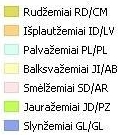 Rudžemiai RD/CM
Išplautžemiai ID/LV
Palvažemiai PL/PL
Balksvažemiai JI/AB
Smėlžemiai SD/AR
Jauražemiai JD/PZ
Slynžemiai GL/GL